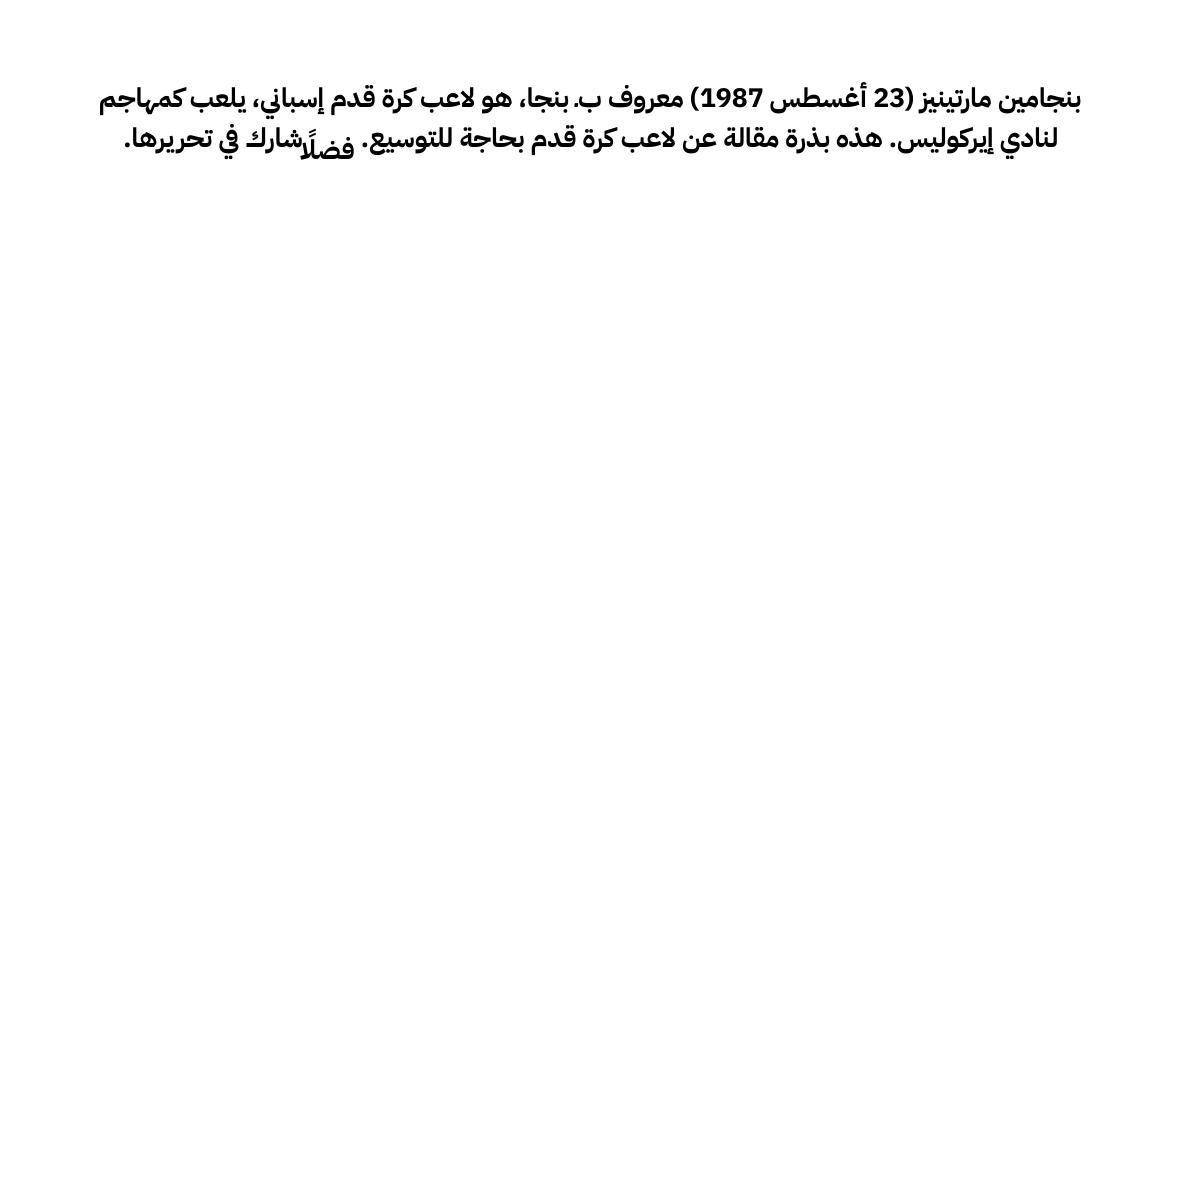 بنجامين مارتينيز (23 أغسطس 1987) معروف ب. بنجا، هو لاعب كرة قدم إسباني، يلعب كمهاجم
لنادي إيركوليس. هذه بذرة مقالة عن لاعب كرة قدم بحاجة للتوسيع. فضلًا شارك في تحريرها.